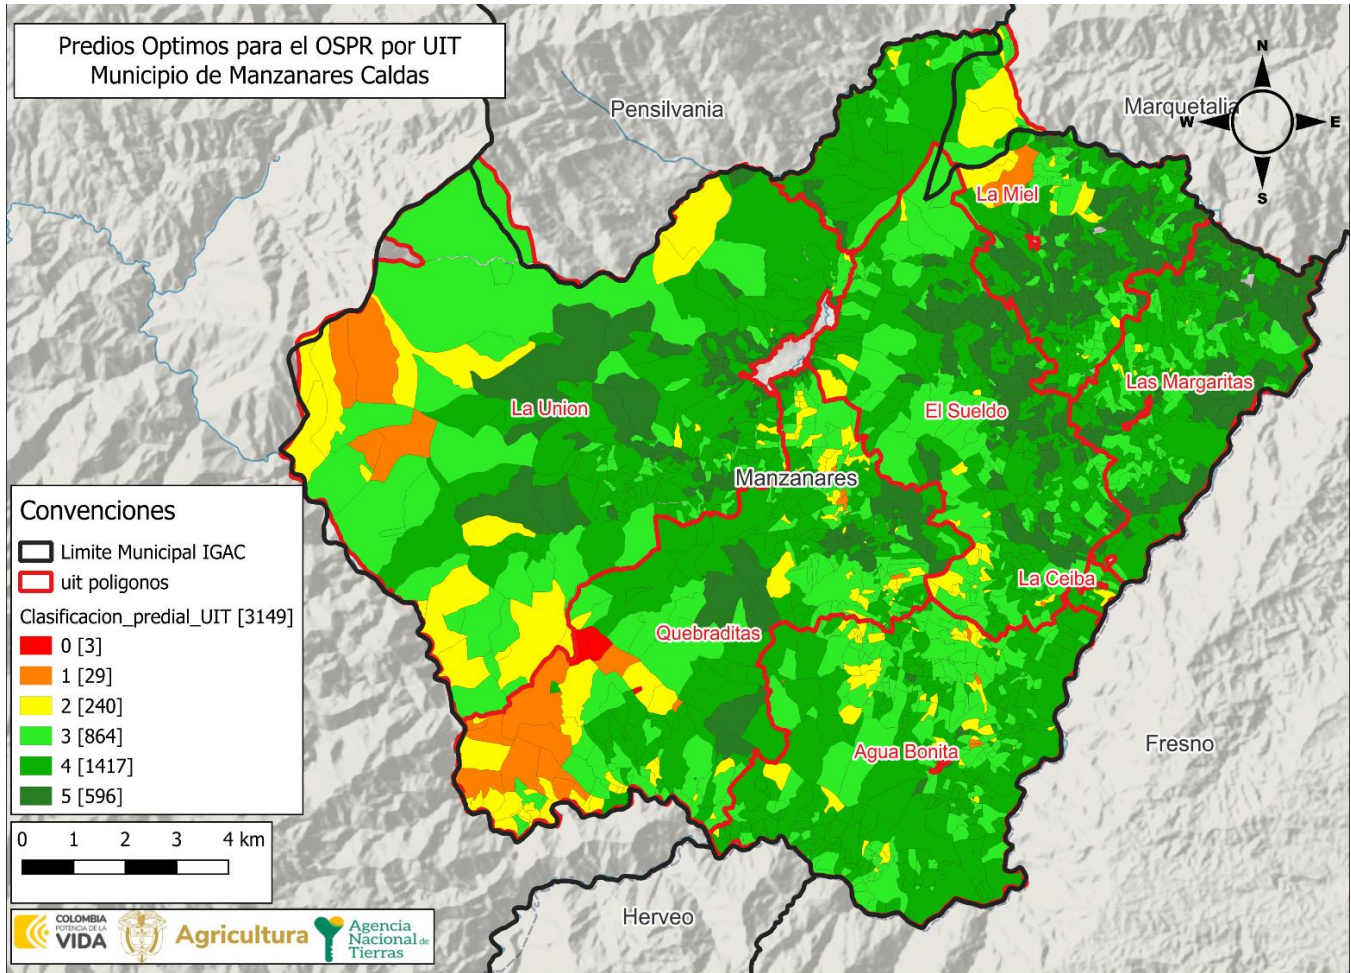 Predios Optimos para el OSPR por UIT
Municipio de Manzanares Caldas
Pensilvania
Marquetalia
N
W
E
S
La Miel
La Union
El Sueldo
Las Margaritas
Manzanares
La Ceiba
Quebraditas
Agua Bonita
Fresno
Herveo
Convenciones
Limite Municipal IGAC
uit poligonos
Clasificacion_predial_UIT [3149]
0 [3]
1 [29]
2 [240]
3 [864]
4 [1417]
5 [596]
0 1 2 3 4 km
COLOMBIA
POTENCIA DE LA
VIDA
Agricultura
Agencia
Nacional de
Tierras